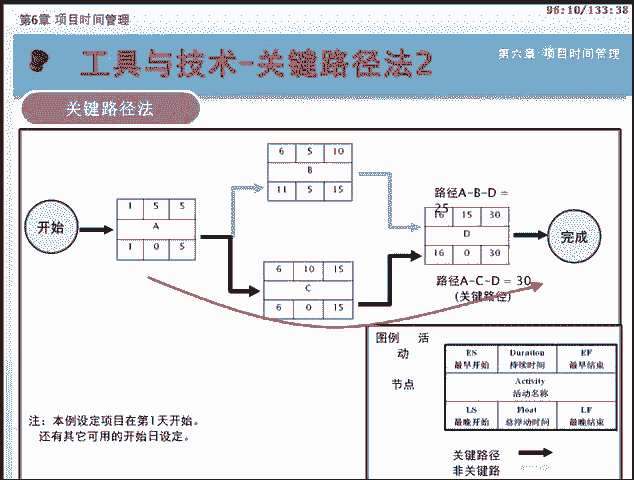 96:10/133:38
第6章 项目时间管理
工具与技术-关键路径法2
第六章 项目时间管理
关键路径法
6 5 10
B
11 5 15
路径A-B-D =
25
1 5 5
A
1 0 5
16 15 30
D
16 0 30
开始
完成
6 10 15
C
6 0 15
路径A-C-D = 30
(关键路径)
图例 活
动
节点
ES Duration EF
最早开始 持续时间 最早结束
Activity
活动名称
LS Float LF
最晚开始 总浮动时间 最晚结束
注：本例设定项目在第1天开始。
还有其它可用的开始日设定。
关键路径
非关键路